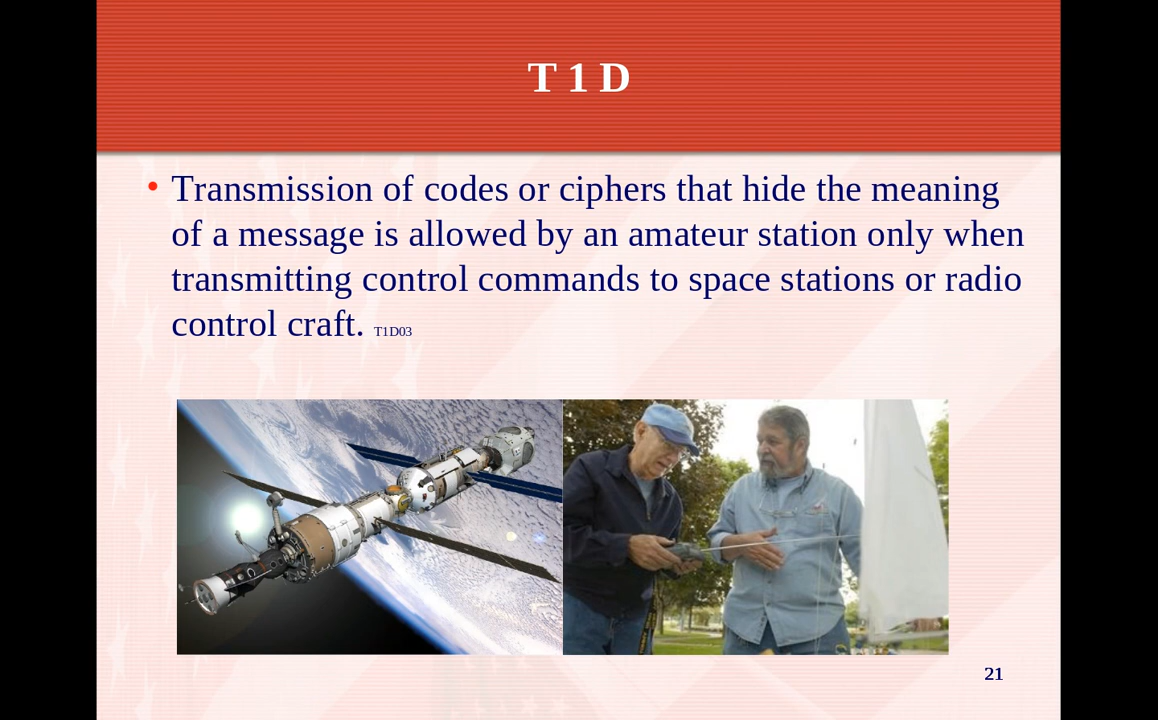 T 1 D
• Transmission of codes or ciphers that hide the meaning
of a message is allowed by an amateur station only when
transmitting control commands to space stations or radio
control craft. T1D03
21